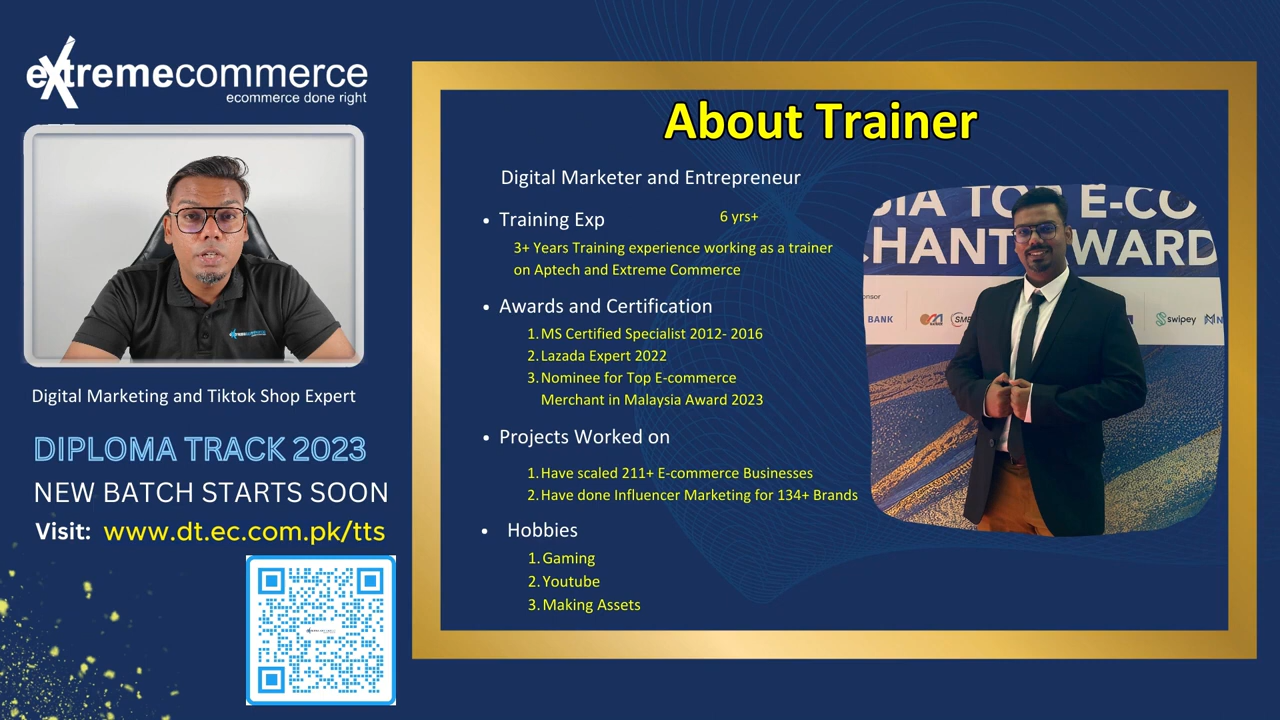 extremecommerce
ecommerce done right
Digital Marketing and Tiktok Shop Expert
DIPLOMA TRACK 2023
NEW BATCH STARTS SOON
Visit: www.dt.ec.com.pk/tts
About Trainer
Digital Marketer and Entrepreneur
• Training Exp 6 yrs+
3+ Years Training experience working as a trainer
on Aptech and Extreme Commerce
• Awards and Certification
1. MS Certified Specialist 2012- 2016
2. Lazada Expert 2022
3. Nominee for Top E-commerce
Merchant in Malaysia Award 2023
• Projects Worked on
1. Have scaled 211+ E-commerce Businesses
2. Have done Influencer Marketing for 134+ Brands
• Hobbies
1. Gaming
2. Youtube
3. Making Assets
SIA TOP E-CO
CHANT AWARD
BANK
swipey